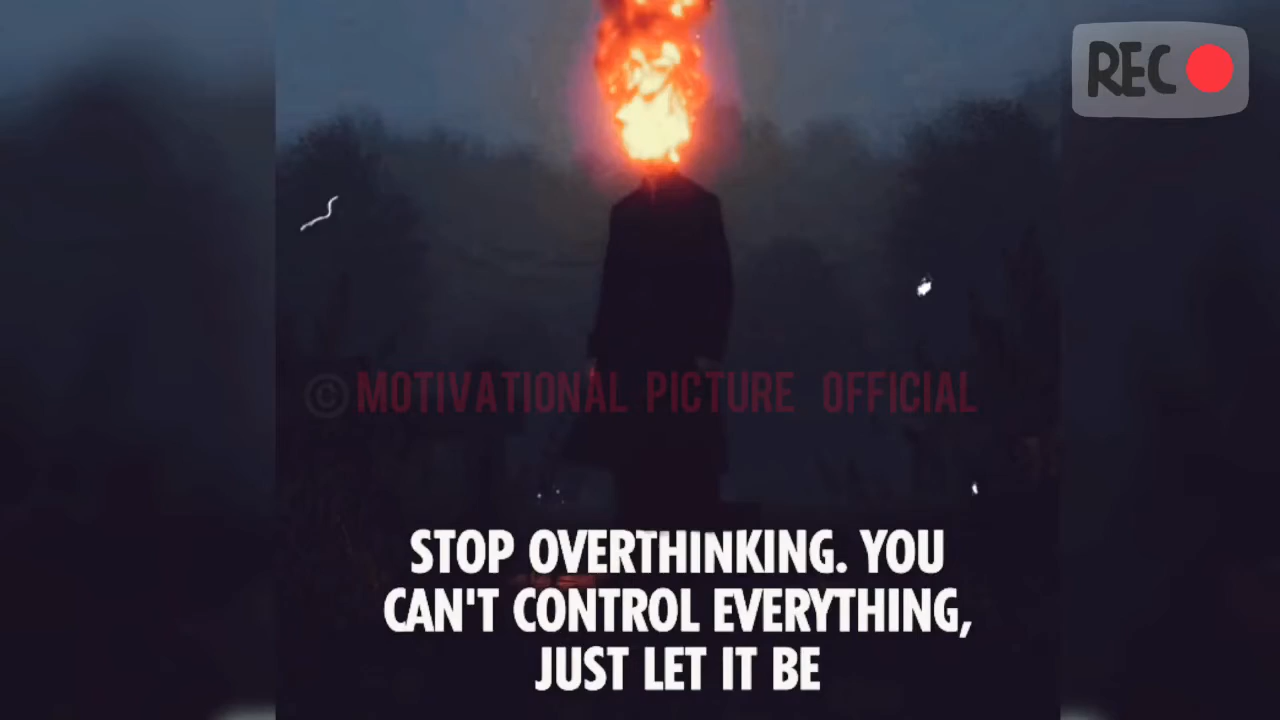 REC
© MOTIVATIONAL PICTURE OFFICIAL
STOP OVERTHINKING. YOU
CAN'T CONTROL EVERYTHING,
JUST LET IT BE